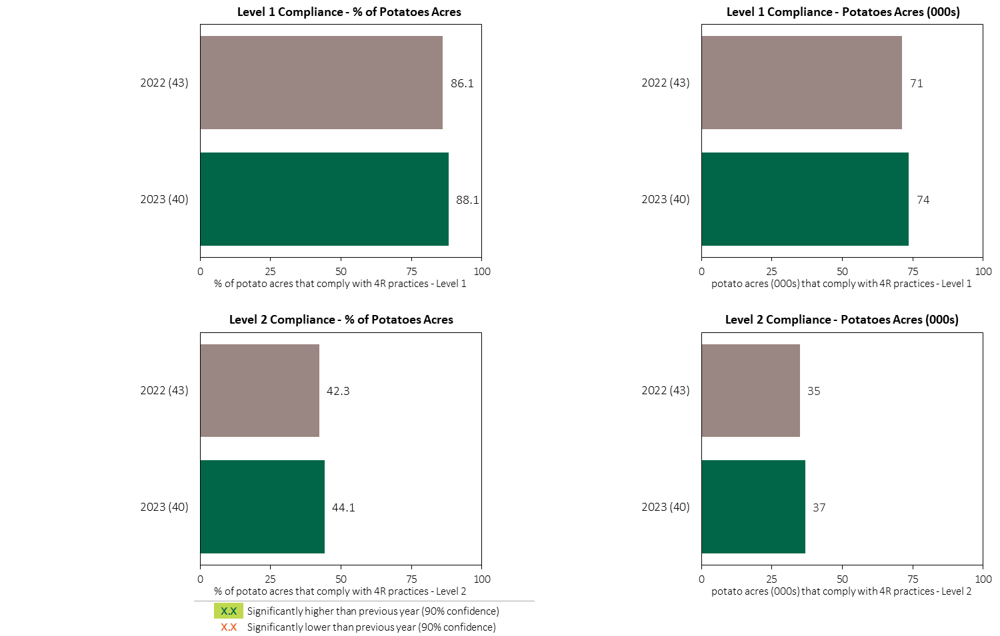 Level 1 Compliance - % of Potatoes Acres
2022 (43)
86.1
2023 (40)
88.1
0 25 50 75 100
% of potato acres that comply with 4R practices - Level 1
Level 1 Compliance - Potatoes Acres (000s)
2022 (43)
71
2023 (40)
74
0 25 50 75 100
potato acres (000s) that comply with 4R practices - Level 1
Level 2 Compliance - % of Potatoes Acres
2022 (43)
42.3
2023 (40)
44.1
0 25 50 75 100
% of potato acres that comply with 4R practices - Level 2
Level 2 Compliance - Potatoes Acres (000s)
2022 (43)
35
2023 (40)
37
0 25 50 75 100
potato acres (000s) that comply with 4R practices - Level 2
X.X Significantly higher than previous year (90% confidence)
X.X Significantly lower than previous year (90% confidence)